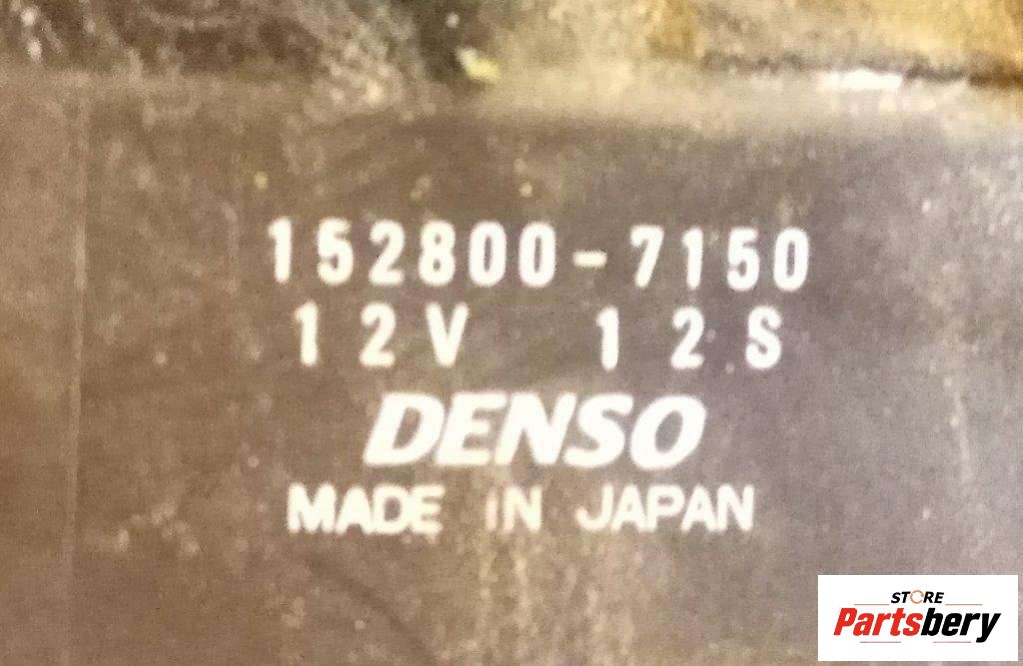 152800-7150
12V 12S
DENSO
MADE IN JAPAN
STORE
Partsbery